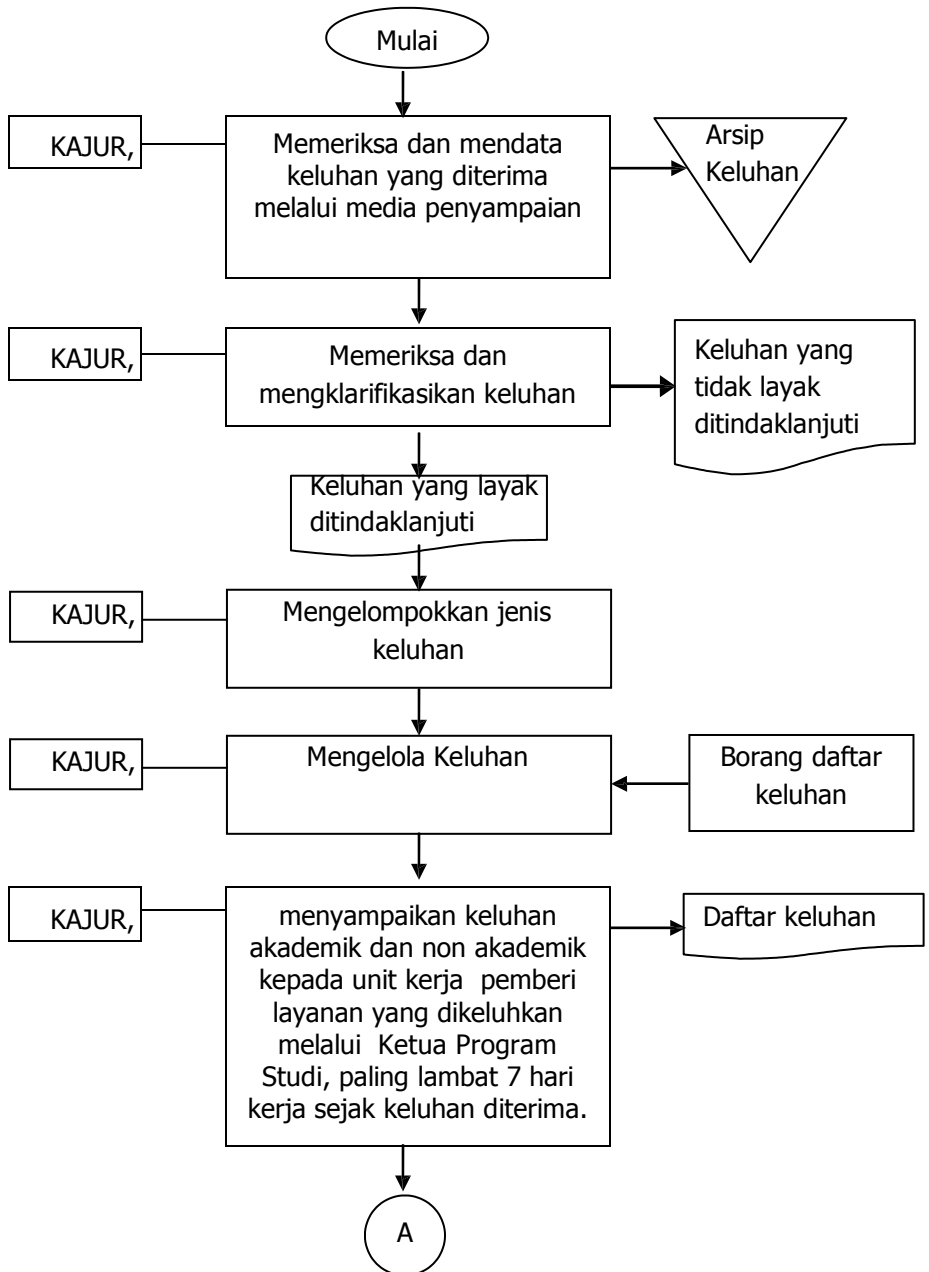 Mulai
KAJUR,
Memeriksa dan mendata
keluhan yang diterima
melalui media penyampaian
Arsip
Keluhan
KAJUR,
Memeriksa dan
mengklarifikasikan keluhan
Keluhan yang
tidak layak
ditindaklanjuti
Keluhan yang layak
ditindaklanjuti
KAJUR,
Mengelompokkan jenis
keluhan
KAJUR,
Mengelola Keluhan
Borang daftar
keluhan
KAJUR,
menyampaikan keluhan
akademik dan non akademik
kepada unit kerja  pemberi
layanan yang dikeluhkan
melalui  Ketua Program
Studi, paling lambat 7 hari
kerja sejak keluhan diterima.
Daftar keluhan
A